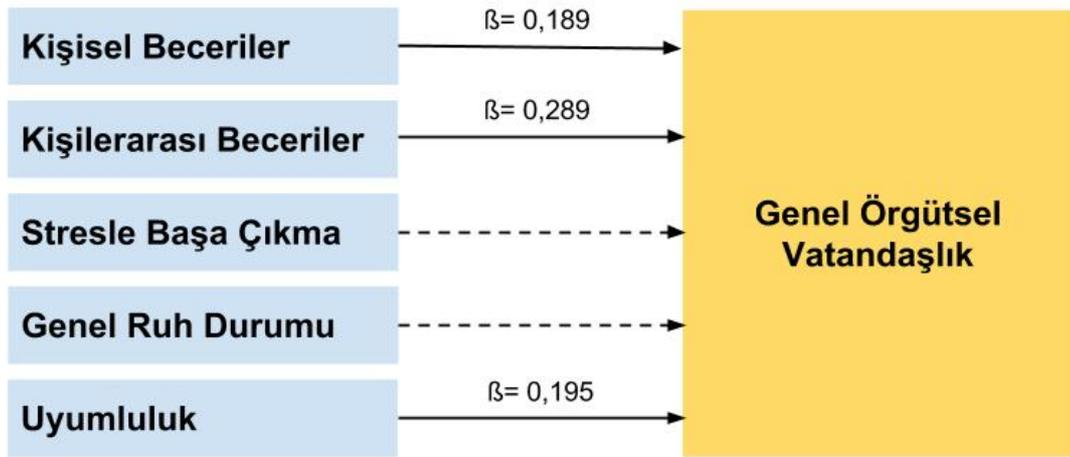 Kişisel Beceriler
ß= 0,189
Kişilerarası Beceriler
ß= 0,289
Stresle Başa Çıkma
Genel Ruh Durumu
Uyumluluk
ß= 0,195
Genel Örgütsel
Vatandaşlık